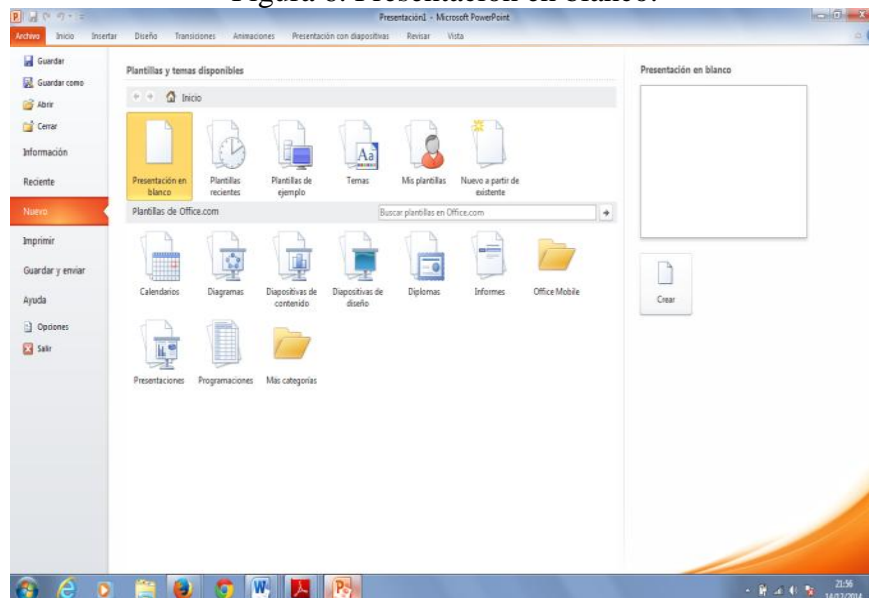 Figura 6. Presentación en blanco.
Presentación1 - Microsoft PowerPoint
Archivo Inicio Insertar Diseño Transiciones Animaciones Presentación con diapositivas Revisar Vista
Guardar
Guardar como
Abrir
Cerrar
Información
Reciente
Nuevo
Imprimir
Guardar y enviar
Ayuda
Opciones
Salir
Plantillas y temas disponibles
Inicio
Presentación en blanco
Plantillas recientes
Plantillas de ejemplo
Temas
Mis plantillas
Nuevo a partir de existente
Plantillas de Office.com
Buscar plantillas en Office.com
Calendarios
Diagramas
Diapositivas de contenido
Diapositivas de diseño
Diplomas
Informes
Office Mobile
Presentaciones
Programaciones
Más categorías
Presentación en blanco
Crear
21:56
14/12/2014